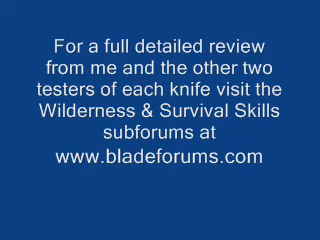 For a full detailed review
from me and the other two
testers of each knife visit the
Wilderness & Survival Skills
subforums at
www.bladeforums.com